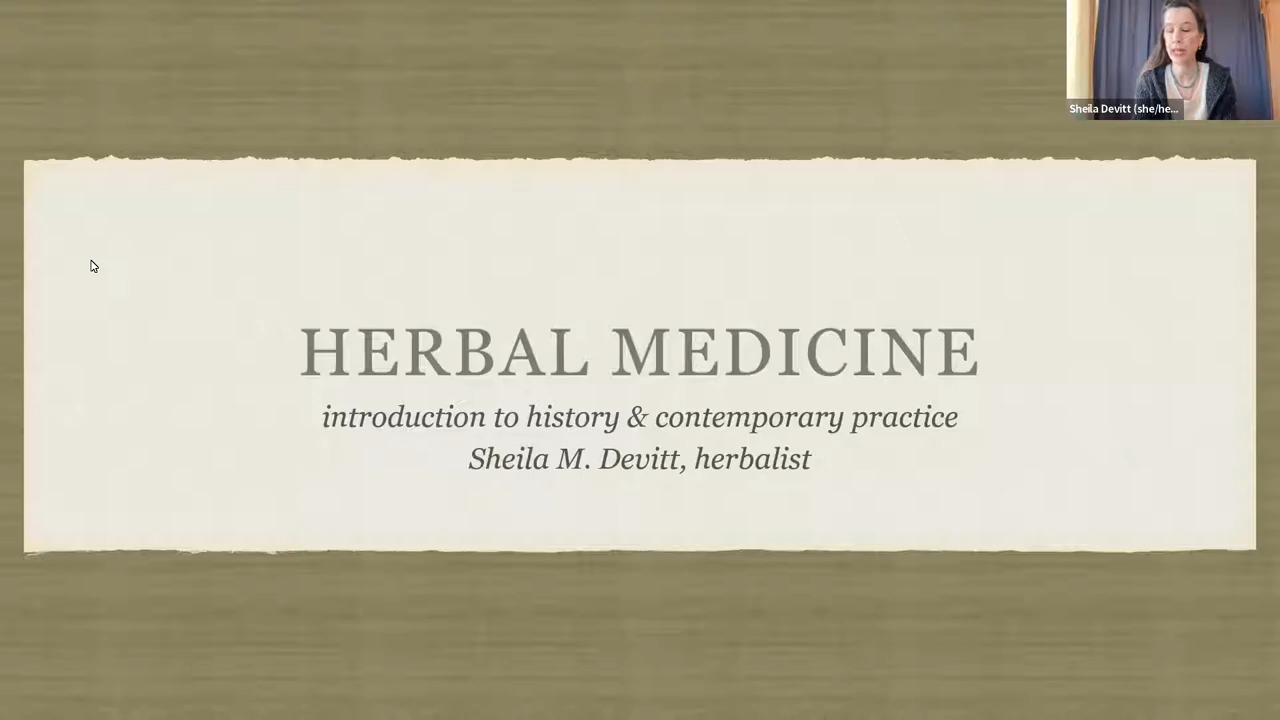 Sheila Devitt (she/he...
HERBAL MEDICINE
introduction to history & contemporary practice
Sheila M. Devitt, herbalist